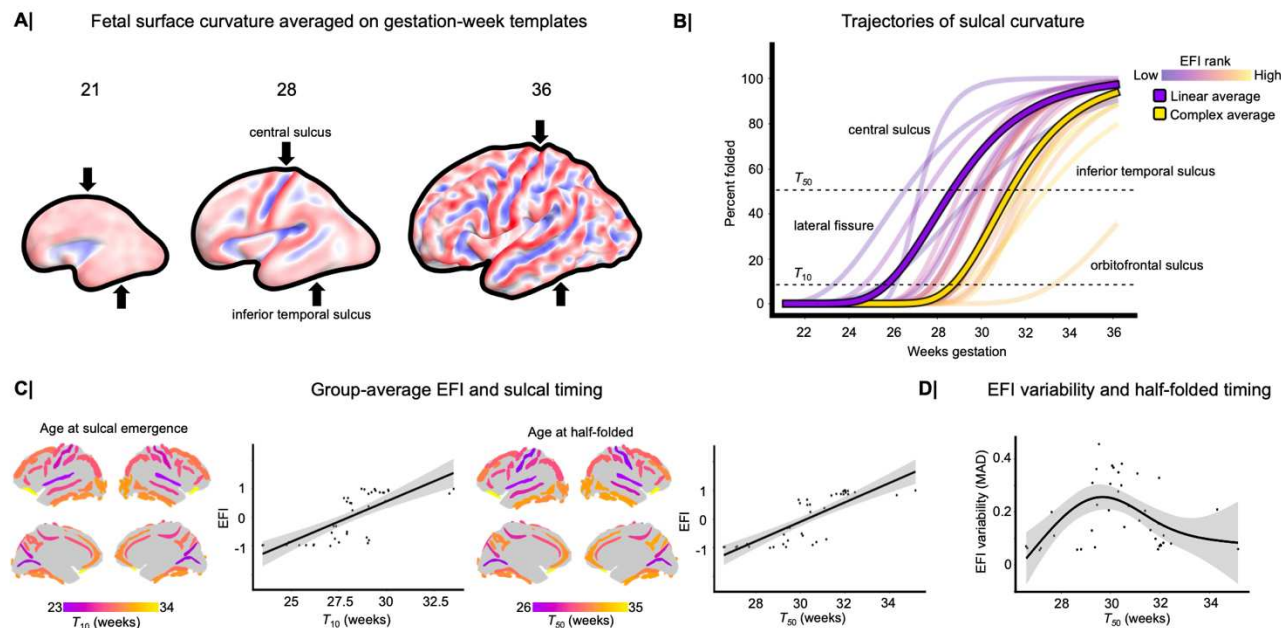 A| Fetal surface curvature averaged on gestation-week templates
21 28 36
central sulcus
inferior temporal sulcus
B| Trajectories of sulcal curvature
EFI rank
Low High
Linear average
Complex average
Percent folded
100
80
60
40
20
0
central sulcus
inferior temporal sulcus
T50
lateral fissure
orbitofrontal sulcus
T10
22 24 26 28 30 32 34 36
Weeks gestation
C| Group-average EFI and sulcal timing
Age at sulcal emergence
23 34
T10 (weeks)
EFI
1
0
-1
25 27.5 30 32.5
T10 (weeks)
Age at half-folded
26 35
T50 (weeks)
EFI
1
0
-1
28 30 32 34
T50 (weeks)
D| EFI variability and half-folded timing
EFI variability (MAD)
0.4
0.2
0
28 30 32 34
T50 (weeks)